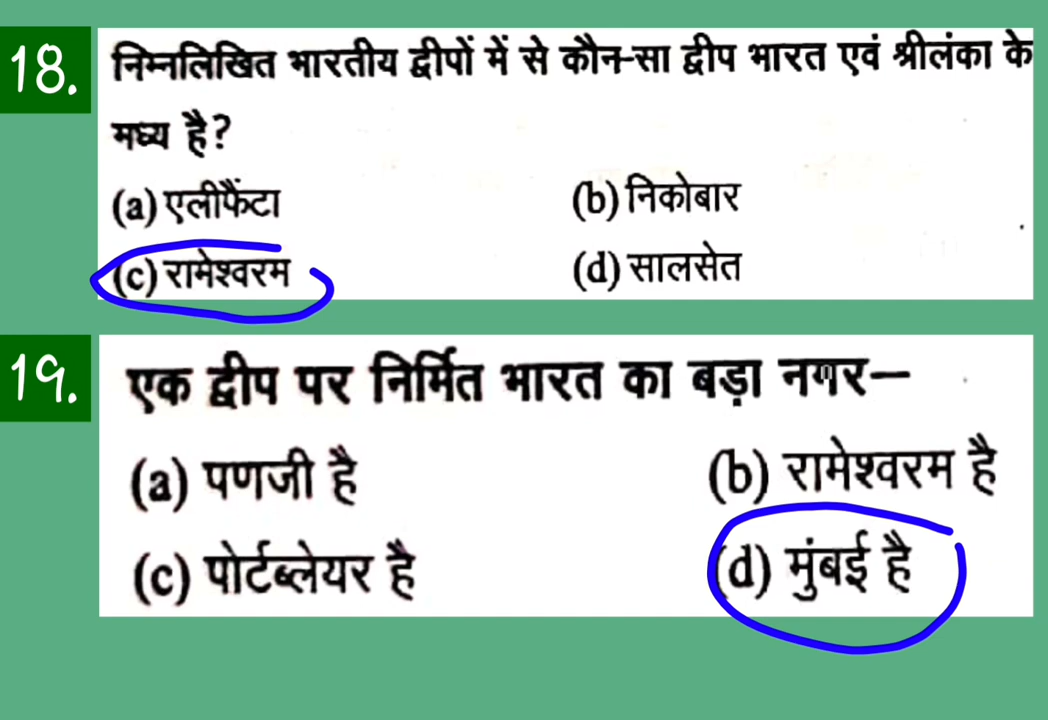 18. निम्नलिखित भारतीय द्वीपों में से कौन-सा द्वीप भारत एवं श्रीलंका के
मध्य है?
(a) एलीफैंटा (b) निकोबार
(c) रामेश्वरम (d) सालसेत
19. एक द्वीप पर निर्मित भारत का बड़ा नगर—
(a) पणजी है (b) रामेश्वरम है
(c) पोर्टब्लेयर है (d) मुंबई है